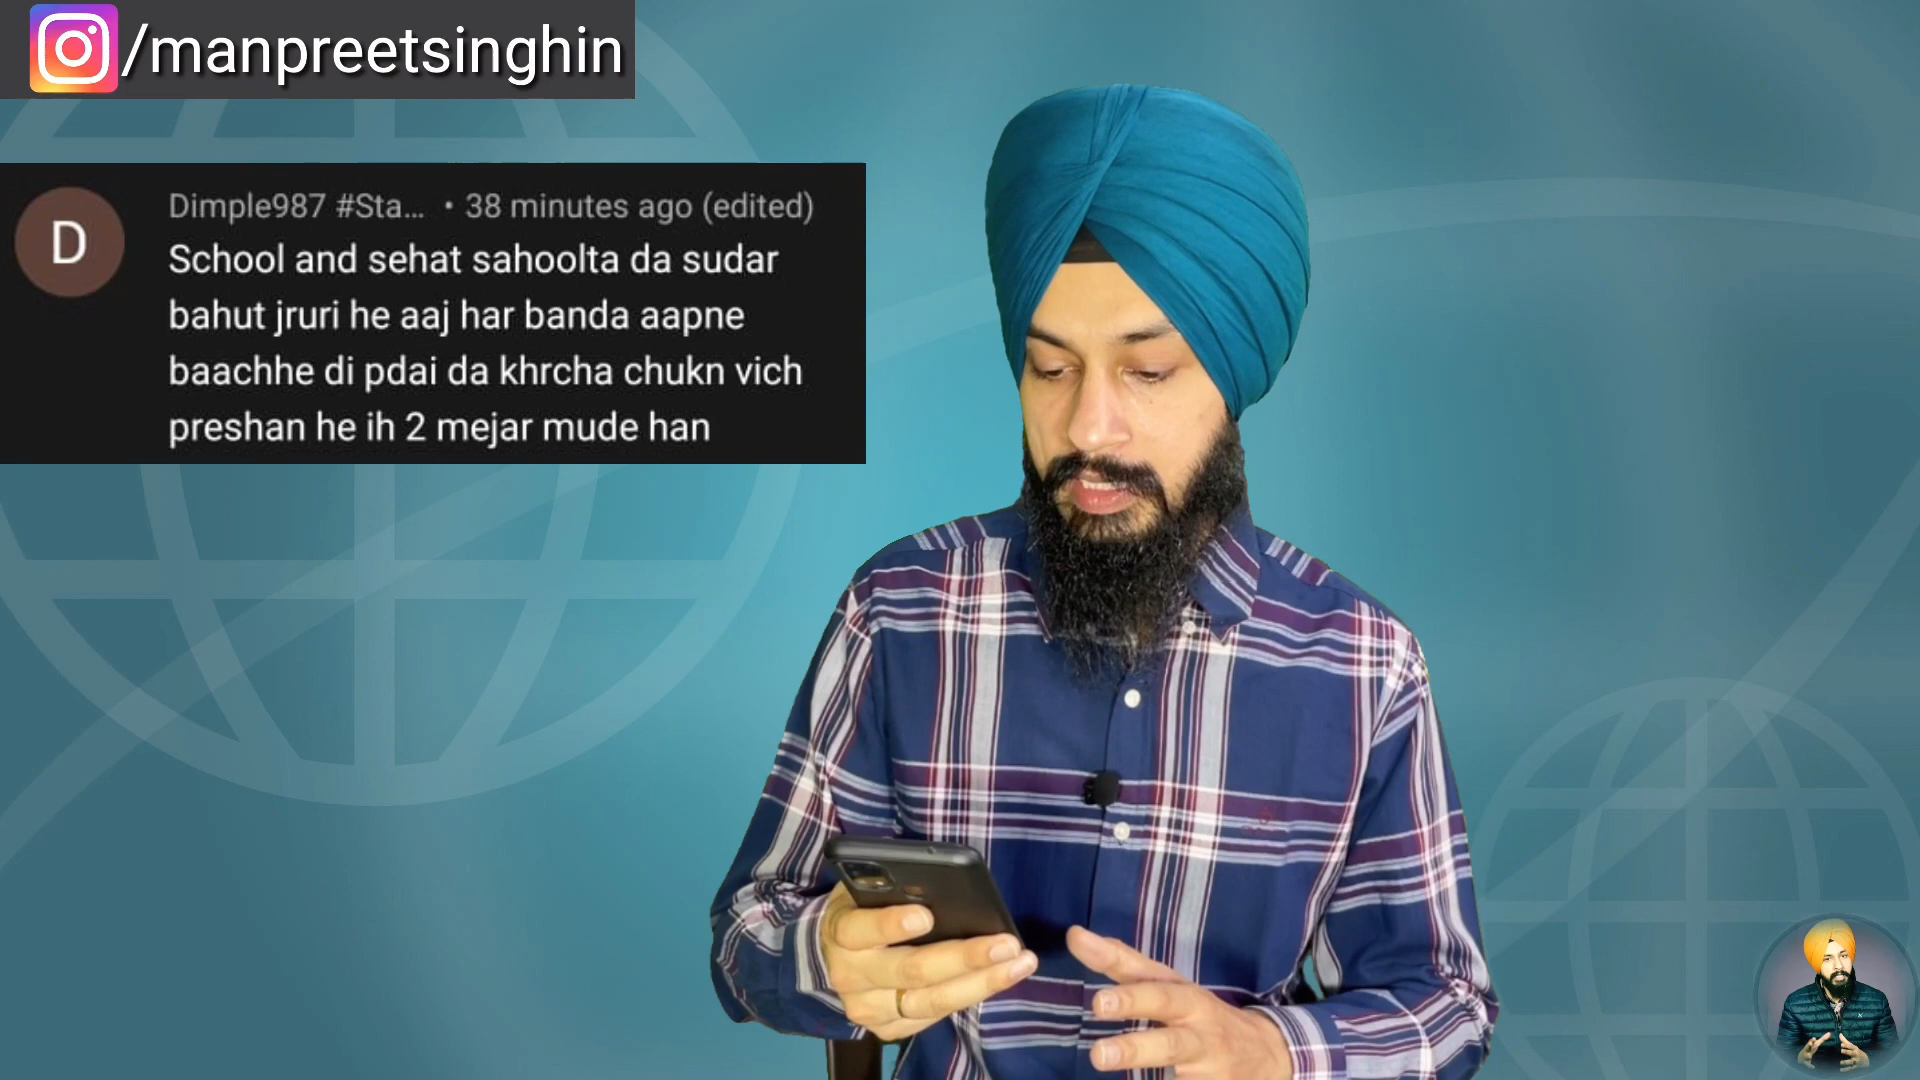 /manpreetsinghin
D
Dimple987 #Sta... • 38 minutes ago (edited)
School and sehat sahoolta da sudar
bahut jruri he aaj har banda aapne
baachhe di pdai da khrcha chukn vich
preshan he ih 2 mejar mude han